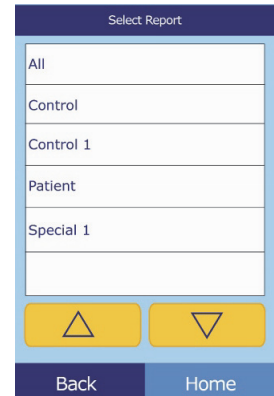 Select Report
All
Control
Control 1
Patient
Special 1
Back
Home